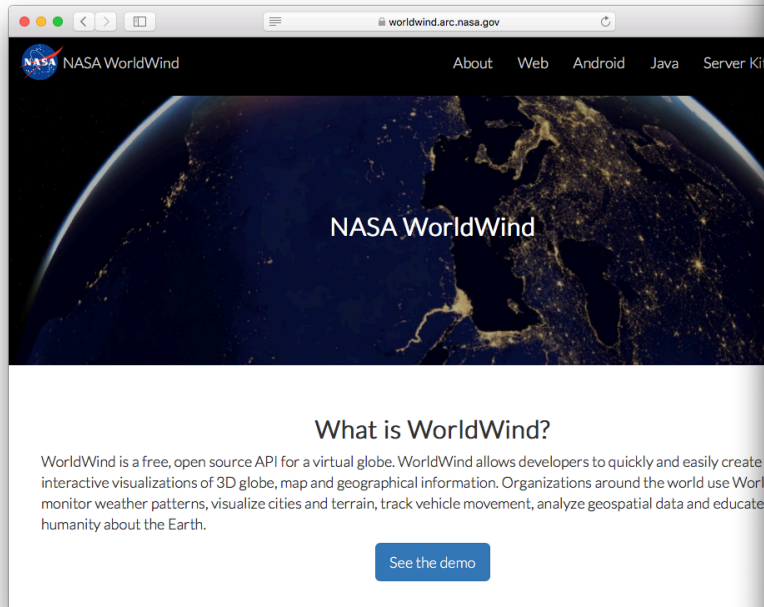 worldwind.arc.nasa.gov
NASA NASA WorldWind About Web Android Java Server
NASA WorldWind
What is WorldWind?
WorldWind is a free, open source API for a virtual globe. WorldWind allows developers to quickly and easily create
interactive visualizations of 3D globe, map and geographical information. Organizations around the world use
monitor weather patterns, visualize cities and terrain, track vehicle movement, analyze geospatial data and educate
humanity about the Earth.
See the demo